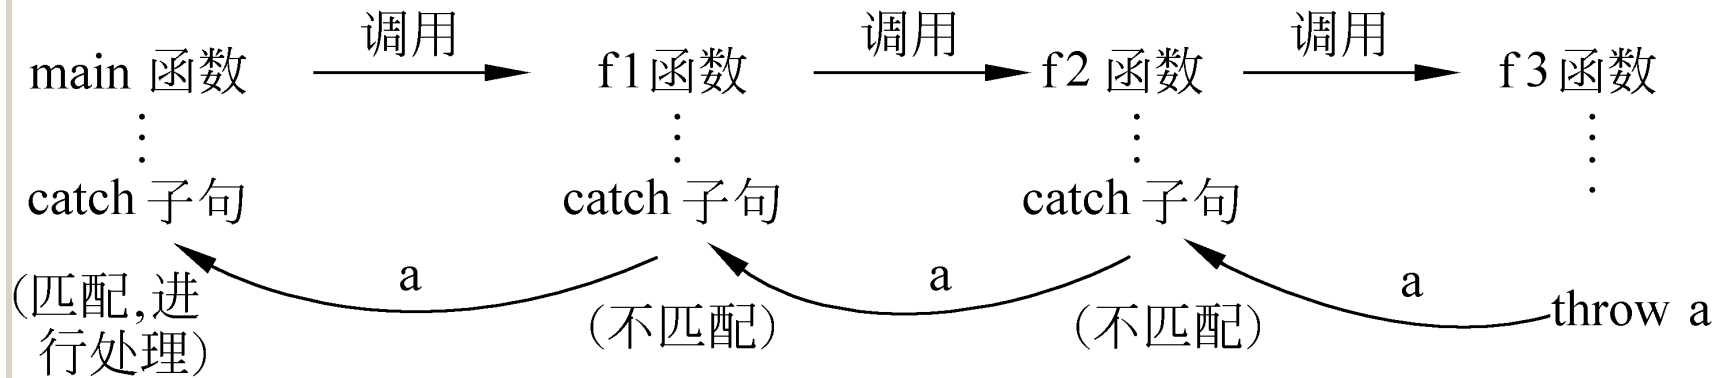 调用 调用 调用
main 函数 f1函数 f2 函数 f3函数
catch 子句 catch 子句 catch 子句
a a a
(匹配,进 (不匹配) (不匹配) throw a
行处理)